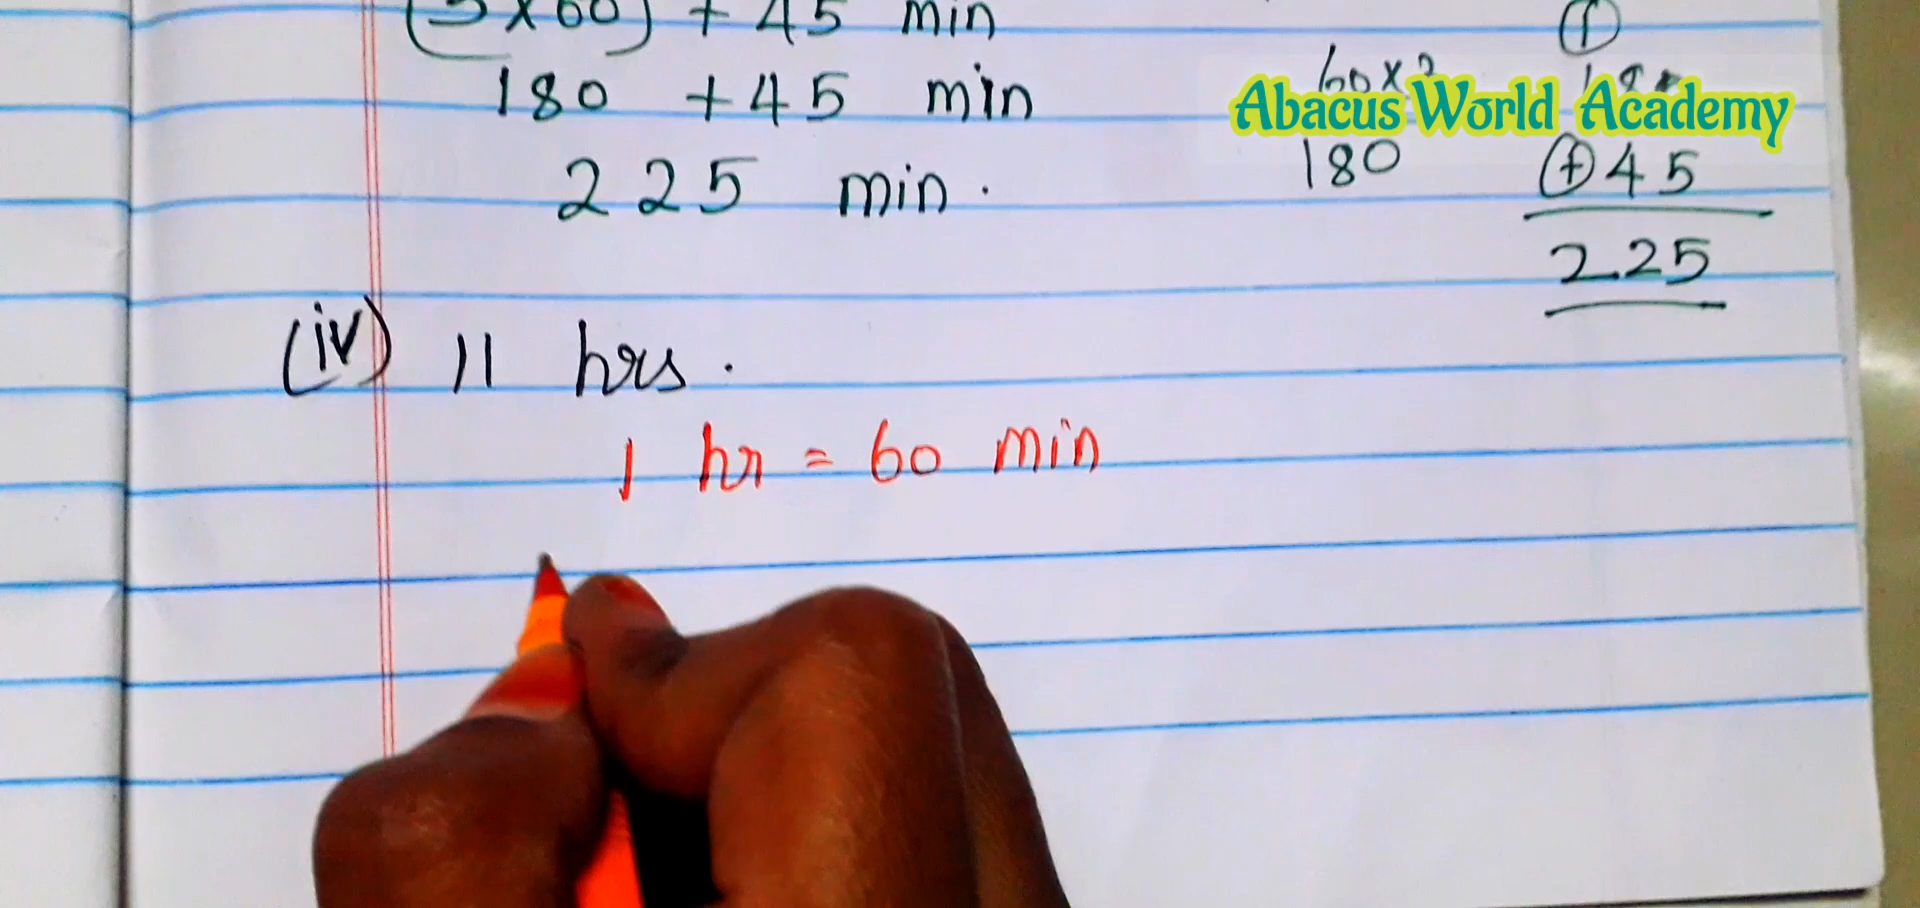 (3x60) + 45 min
180 + 45 min
225 min.
60x3
180
+
180
+ 45
225
Abacus World Academy
(iv) 11 hrs.
1 hr = 60 min